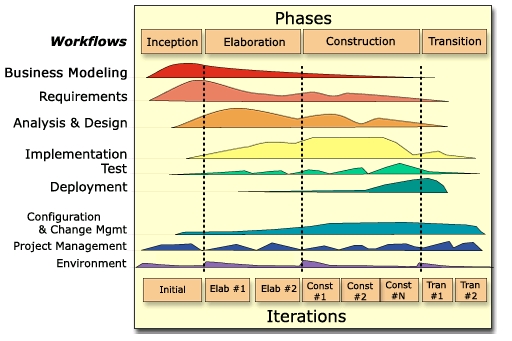 Phases
Workflows
Inception
Elaboration
Construction
Transition
Business Modeling
Requirements
Analysis & Design
Implementation
Test
Deployment
Configuration
& Change Mgmt
Project Management
Environment
Initial
Elab #1
Elab #2
Const
#1
Const
#2
Const
#N
Tran
#1
Tran
#2
Iterations